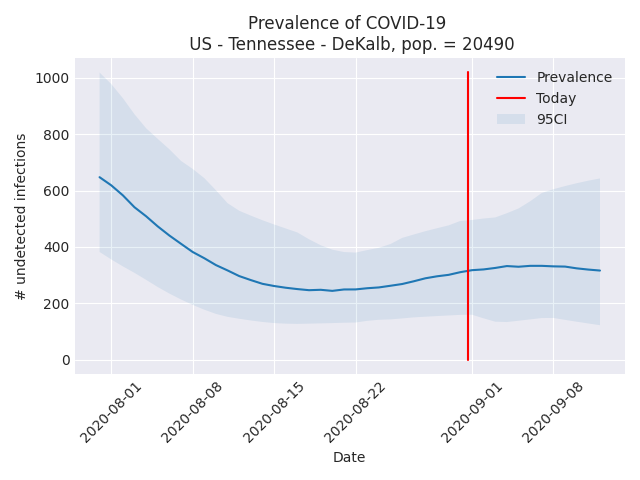 Prevalence of COVID-19
US - Tennessee - DeKalb, pop. = 20490
Prevalence
Today
95CI
# undetected infections
1000
800
600
400
200
0
2020-08-01
2020-08-08
2020-08-15
2020-08-22
2020-09-01
2020-09-08
Date